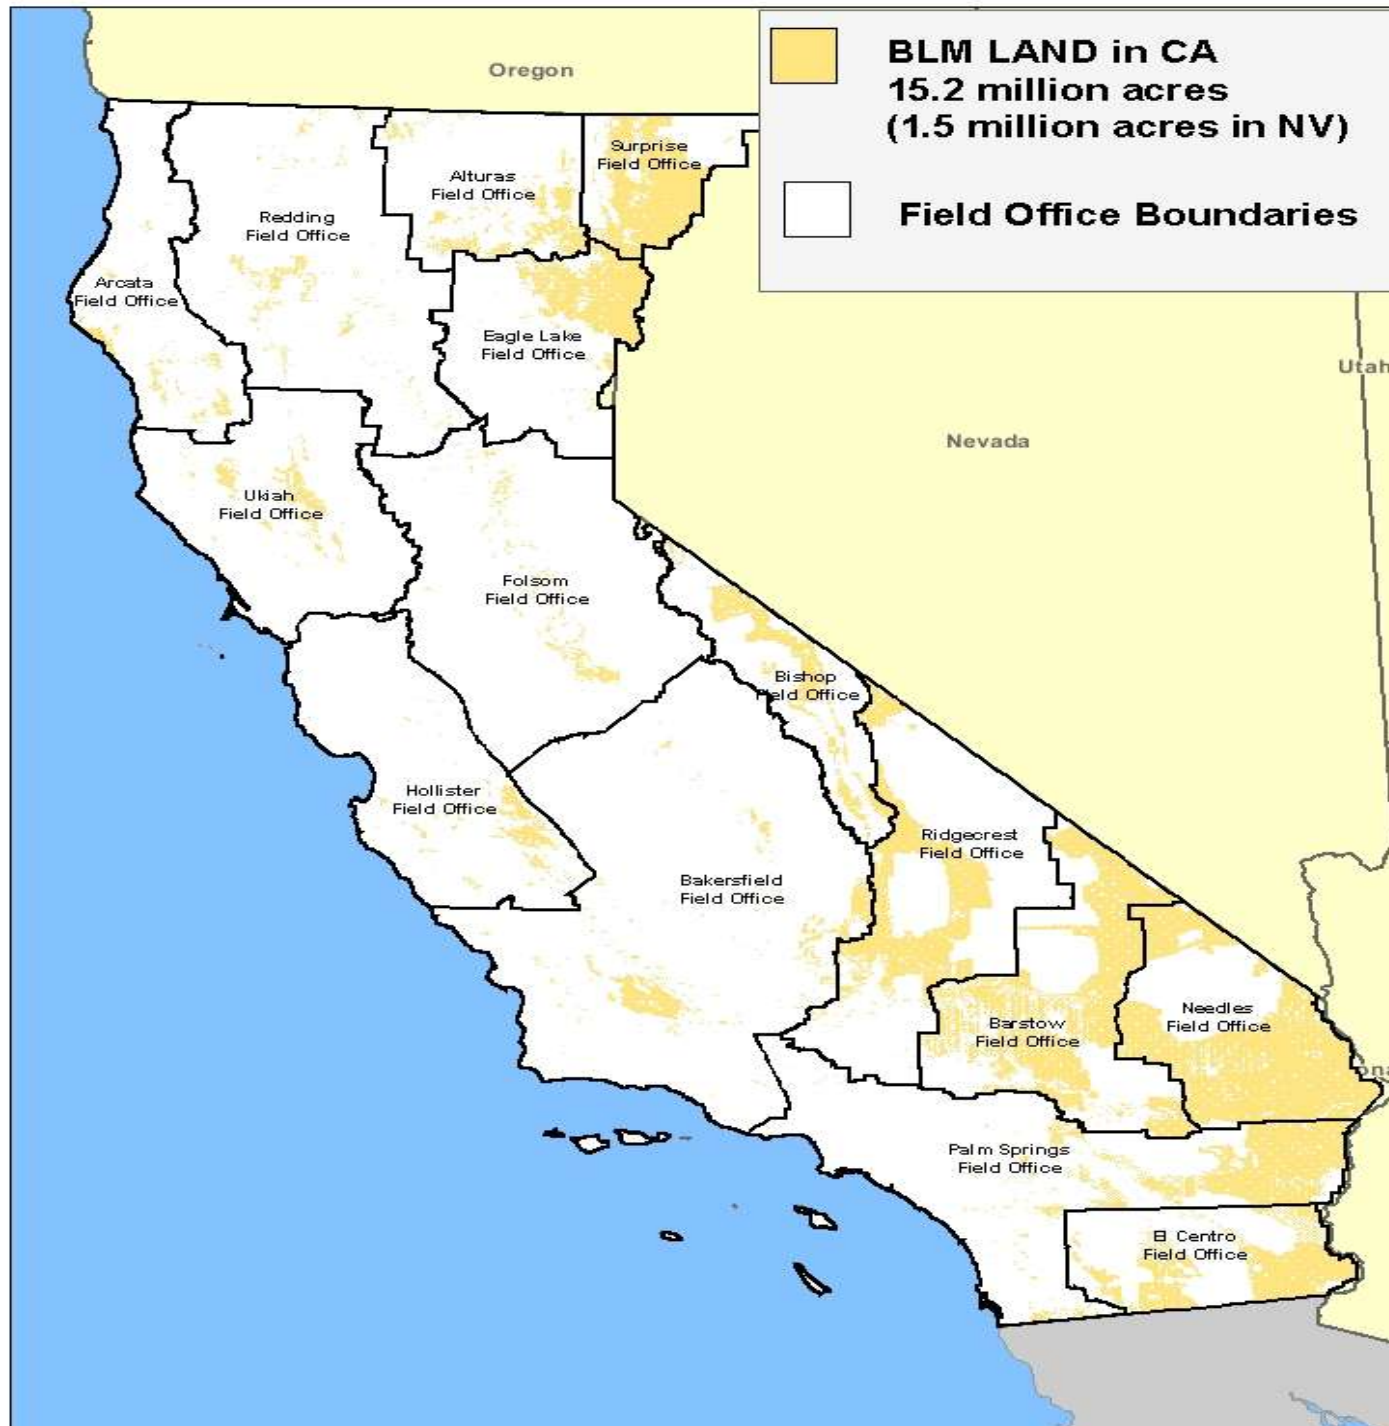 Oregon
BLM LAND in CA
15.2 million acres
(1.5 million acres in NV)
Field Office Boundaries
Surprise
Field Office
Alturas
Field Office
Redding
Field Office
Arcata
Field Office
Eagle Lake
Field Office
Utah
Nevada
Ukiah
Field Office
Folsom
Field Office
Bishop
Field Office
Hollister
Field Office
Ridgecrest
Field Office
Bakersfield
Field Office
Needles
Field Office
Barstow
Field Office
ona
Palm Springs
Field Office
El Centro
Field Office